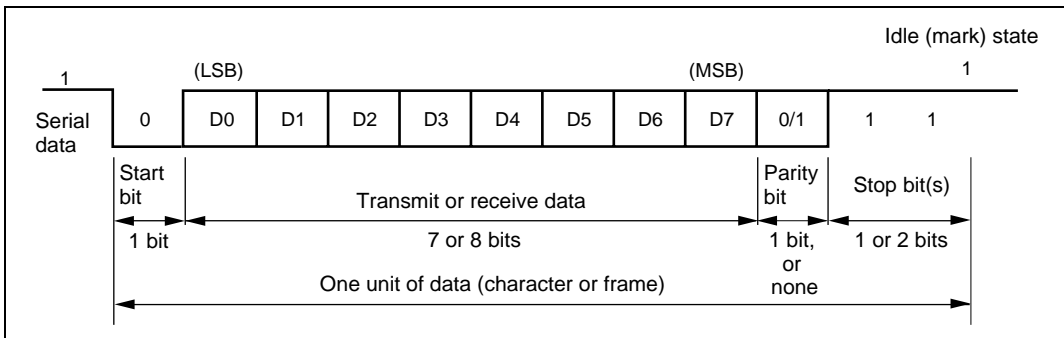 Idle (mark) state
1 (LSB) (MSB) 1
Serial
data
0 D0 D1 D2 D3 D4 D5 D6 D7 0/1 1 1
Start
bit
Transmit or receive data
Parity
bit
Stop bit(s)
1 bit
7 or 8 bits
1 bit,
or
none
1 or 2 bits
One unit of data (character or frame)